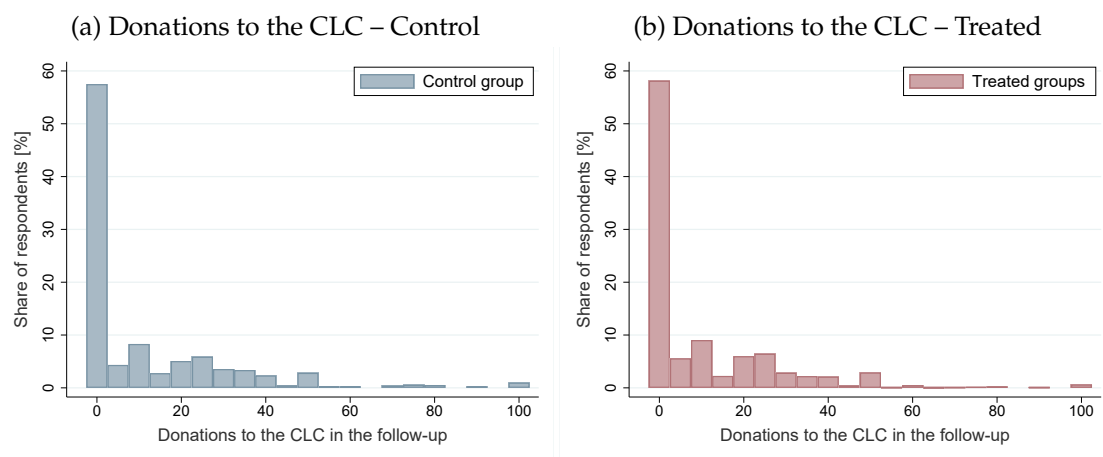 (a) Donations to the CLC – Control
Control group
Share of respondents [%]
60
50
40
30
20
10
0
0 20 40 60 80 100
Donations to the CLC in the follow-up
(b) Donations to the CLC – Treated
Treated groups
Share of respondents [%]
60
50
40
30
20
10
0
0 20 40 60 80 100
Donations to the CLC in the follow-up